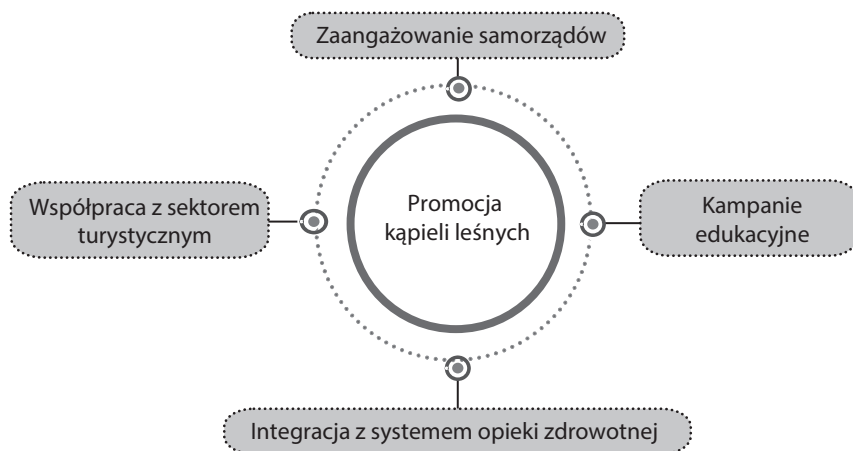 Zaangażowanie samorządów
Współpraca z sektorem
turystycznym
Promocja
kąpieli leśnych
Kampanie
edukacyjne
Integracja z systemem opieki zdrowotnej